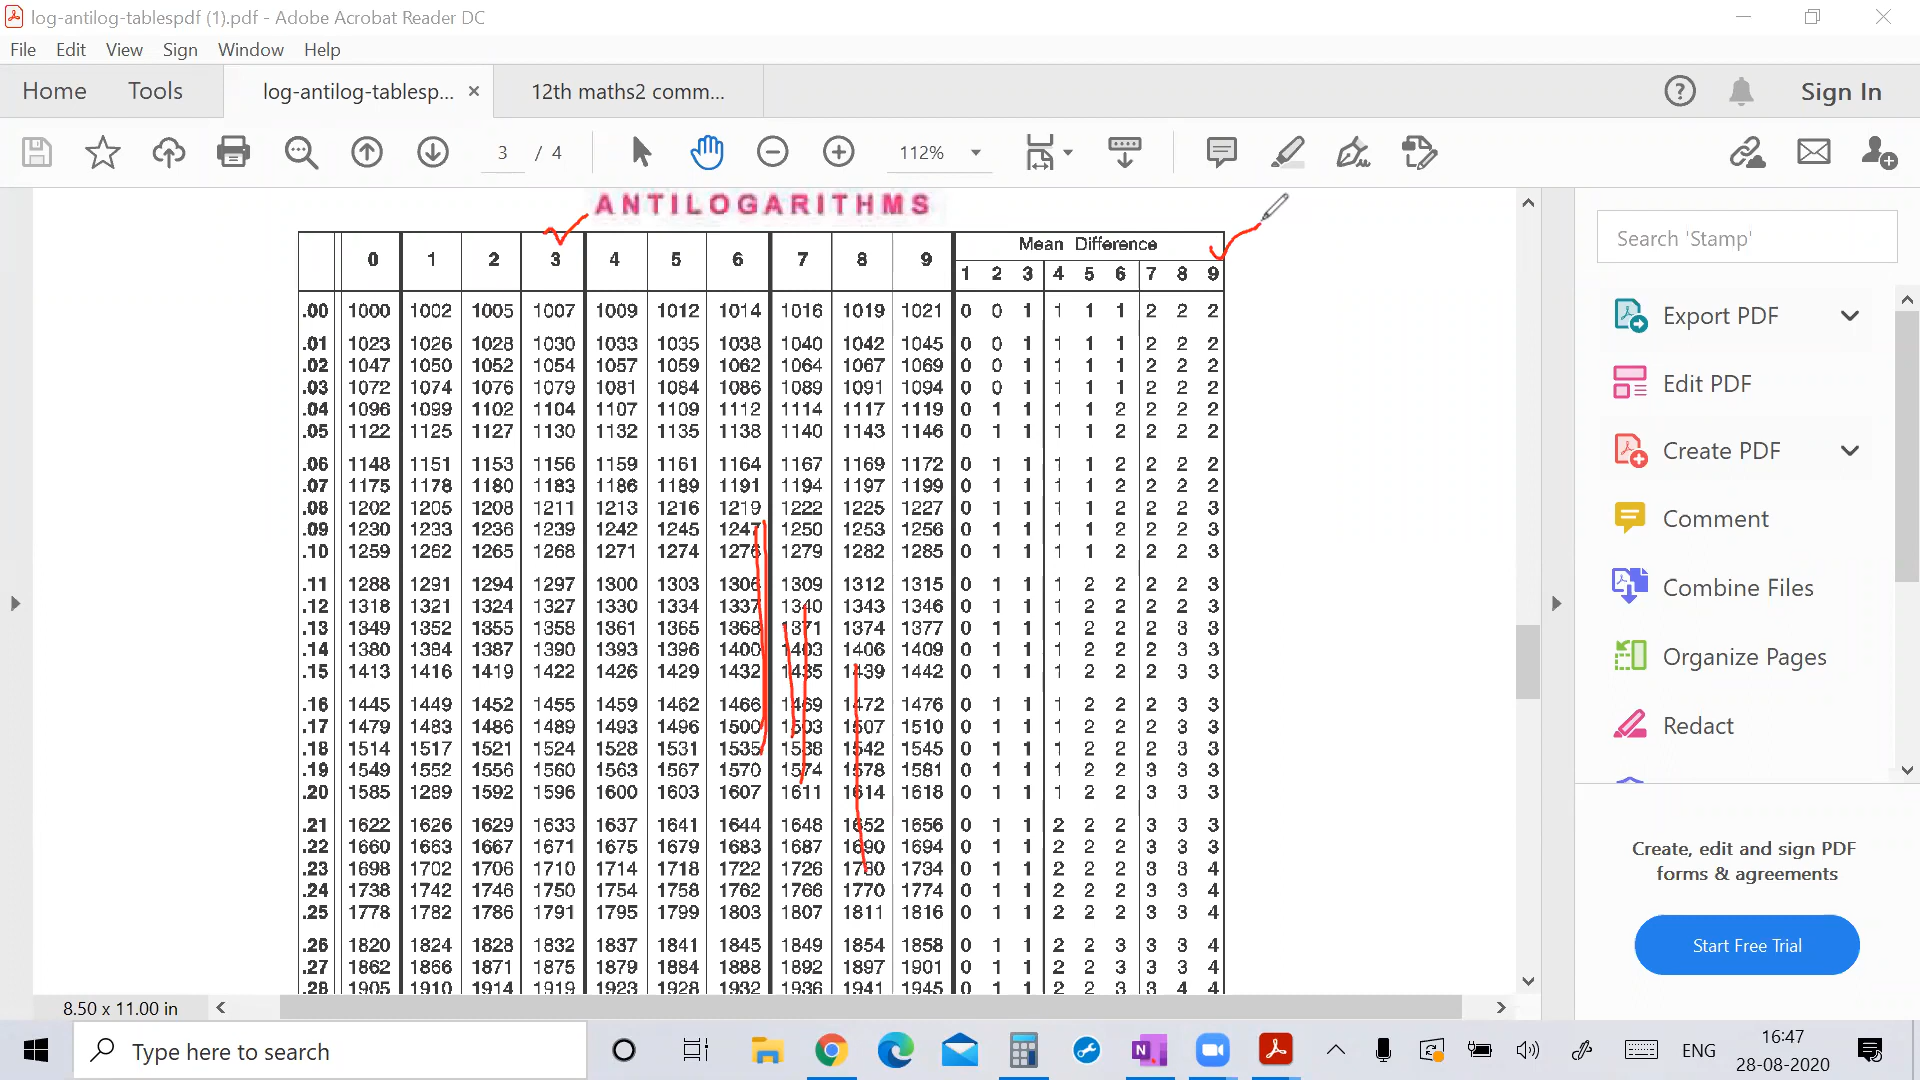 log-antilog-tablespdf (1).pdf - Adobe Acrobat Reader DC
File Edit View Sign Window Help
Home Tools log-antilog-tablesp... × 12th maths2 comm... Sign In
3 / 4 112%
ANTILOGARITHMS
Mean Difference
0 1 2 3 4 5 6 7 8 9 1 2 3 4 5 6 7 8 9
.00 1000 1002 1005 1007 1009 1012 1014 1016 1019 1021 0 0 1 1 1 1 2 2 2
.01 1023 1026 1028 1030 1033 1035 1038 1040 1042 1045 0 0 1 1 1 1 2 2 2
.02 1047 1050 1052 1054 1057 1059 1062 1064 1067 1069 0 0 1 1 1 1 2 2 2
.03 1072 1074 1076 1079 1081 1084 1086 1089 1091 1094 0 0 1 1 1 1 2 2 2
.04 1096 1099 1102 1104 1107 1109 1112 1114 1117 1119 0 1 1 1 1 2 2 2 2
.05 1122 1125 1127 1130 1132 1135 1138 1140 1143 1146 0 1 1 1 1 2 2 2 2
.06 1148 1151 1153 1156 1159 1161 1164 1167 1169 1172 0 1 1 1 1 2 2 2 2
.07 1175 1178 1180 1183 1186 1189 1191 1194 1197 1199 0 1 1 1 1 2 2 2 2
.08 1202 1205 1208 1211 1213 1216 1219 1222 1225 1227 0 1 1 1 1 2 2 2 3
.09 1230 1233 1236 1239 1242 1245 1247 1250 1253 1256 0 1 1 1 1 2 2 2 3
.10 1259 1262 1265 1268 1271 1274 1276 1279 1282 1285 0 1 1 1 1 2 2 2 3
.11 1288 1291 1294 1297 1300 1303 1306 1309 1312 1315 0 1 1 1 2 2 2 2 3
.12 1318 1321 1324 1327 1330 1334 1337 1340 1343 1346 0 1 1 1 2 2 2 2 3
.13 1349 1352 1355 1358 1361 1365 1368 1371 1374 1377 0 1 1 1 2 2 2 3 3
.14 1380 1384 1387 1390 1393 1396 1400 1403 1406 1409 0 1 1 1 2 2 2 3 3
.15 1413 1416 1419 1422 1426 1429 1432 1435 1439 1442 0 1 1 1 2 2 2 3 3
.16 1445 1449 1452 1455 1459 1462 1466 1469 1472 1476 0 1 1 1 2 2 2 3 3
.17 1479 1483 1486 1489 1493 1496 1500 1503 1507 1510 0 1 1 1 2 2 2 3 3
.18 1514 1517 1521 1524 1528 1531 1535 1538 1542 1545 0 1 1 1 2 2 2 3 3
.19 1549 1552 1556 1560 1563 1567 1570 1574 1578 1581 0 1 1 1 2 2 3 3 3
.20 1585 1289 1592 1596 1600 1603 1607 1611 1614 1618 0 1 1 1 2 2 3 3 3
.21 1622 1626 1629 1633 1637 1641 1644 1648 1652 1656 0 1 1 2 2 2 3 3 3
.22 1660 1663 1667 1671 1675 1679 1683 1687 1690 1694 0 1 1 2 2 2 3 3 3
.23 1698 1702 1706 1710 1714 1718 1722 1726 1730 1734 0 1 1 2 2 2 3 3 4
.24 1738 1742 1746 1750 1754 1758 1762 1766 1770 1774 0 1 1 2 2 2 3 3 4
.25 1778 1782 1786 1791 1795 1799 1803 1807 1811 1816 0 1 1 2 2 2 3 3 4
.26 1820 1824 1828 1832 1837 1841 1845 1849 1854 1858 0 1 1 2 2 3 3 3 4
.27 1862 1866 1871 1875 1879 1884 1888 1892 1897 1901 0 1 1 2 2 3 3 3 4
.28 1905 1910 1914 1919 1923 1928 1932 1936 1941 1945 0 1 1 2 2 3 3 4 4
8.50 x 11.00 in
Search 'Stamp'
Export PDF
Edit PDF
Create PDF
Comment
Combine Files
Organize Pages
Redact
Create, edit and sign PDF
forms & agreements
Start Free Trial
Type here to search
ENG
16:47
28-08-2020